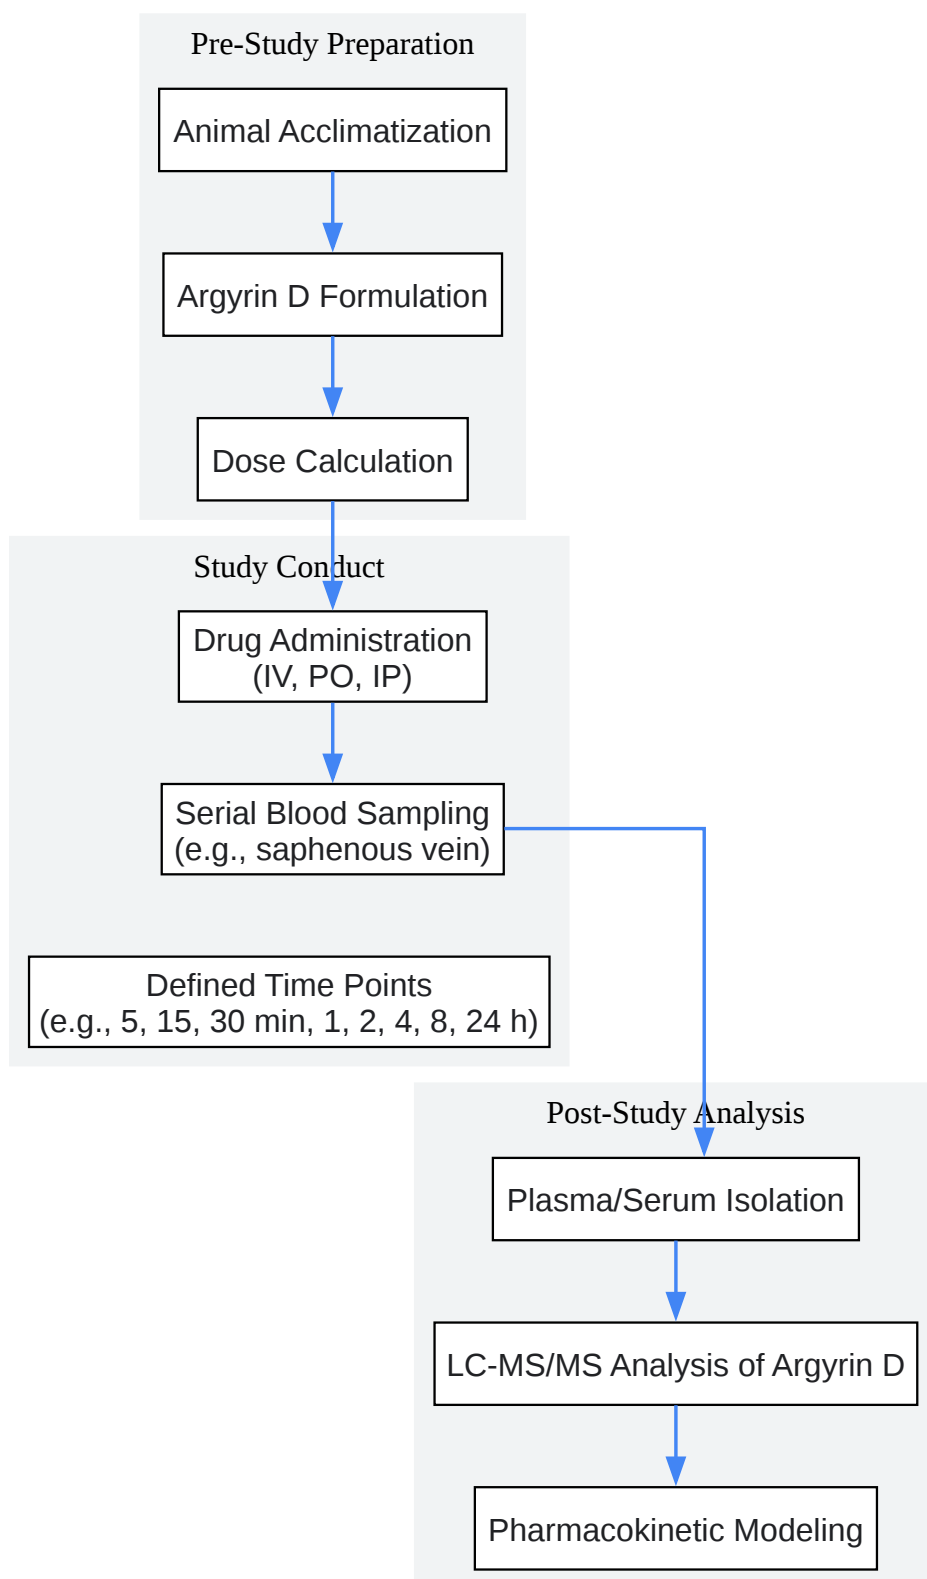 Pre-Study Preparation
Animal Acclimatization
Argyrin D Formulation
Dose Calculation
Study Conduct
Drug Administration
(IV, PO, IP)
Serial Blood Sampling
(e.g., saphenous vein)
Defined Time Points
(e.g., 5, 15, 30 min, 1, 2, 4, 8, 24 h)
Post-Study Analysis
Plasma/Serum Isolation
LC-MS/MS Analysis of Argyrin D
Pharmacokinetic Modeling